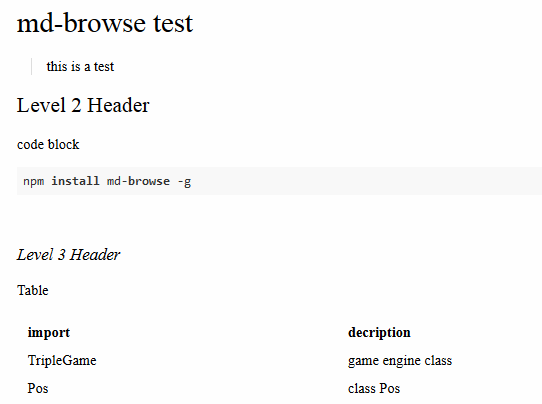 md-browse test
this is a test
Level 2 Header
code block
npm install md-browse -g
Level 3 Header
Table
import decription
TripleGame game engine class
Pos class Pos